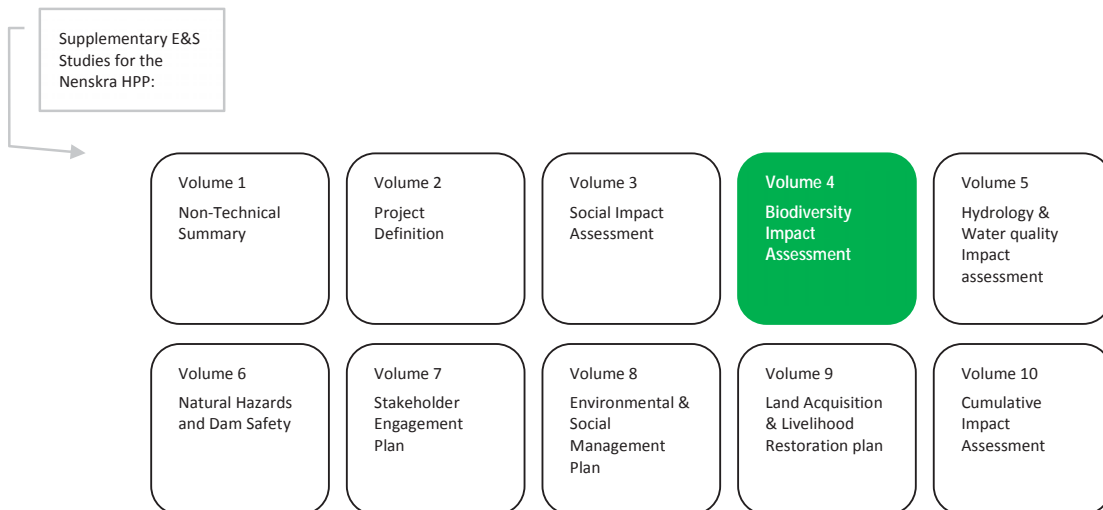 Supplementary E&S
Studies for the
Nenskra HPP:
Volume 1
Non-Technical
Summary
Volume 2
Project
Definition
Volume 3
Social Impact
Assessment
Volume 4
Biodiversity
Impact
Assessment
Volume 5
Hydrology &
Water quality
Impact
assessment
Volume 6
Natural Hazards
and Dam Safety
Volume 7
Stakeholder
Engagement
Plan
Volume 8
Environmental &
Social
Management
Plan
Volume 9
Land Acquisition
& Livelihood
Restoration plan
Volume 10
Cumulative
Impact
Assessment